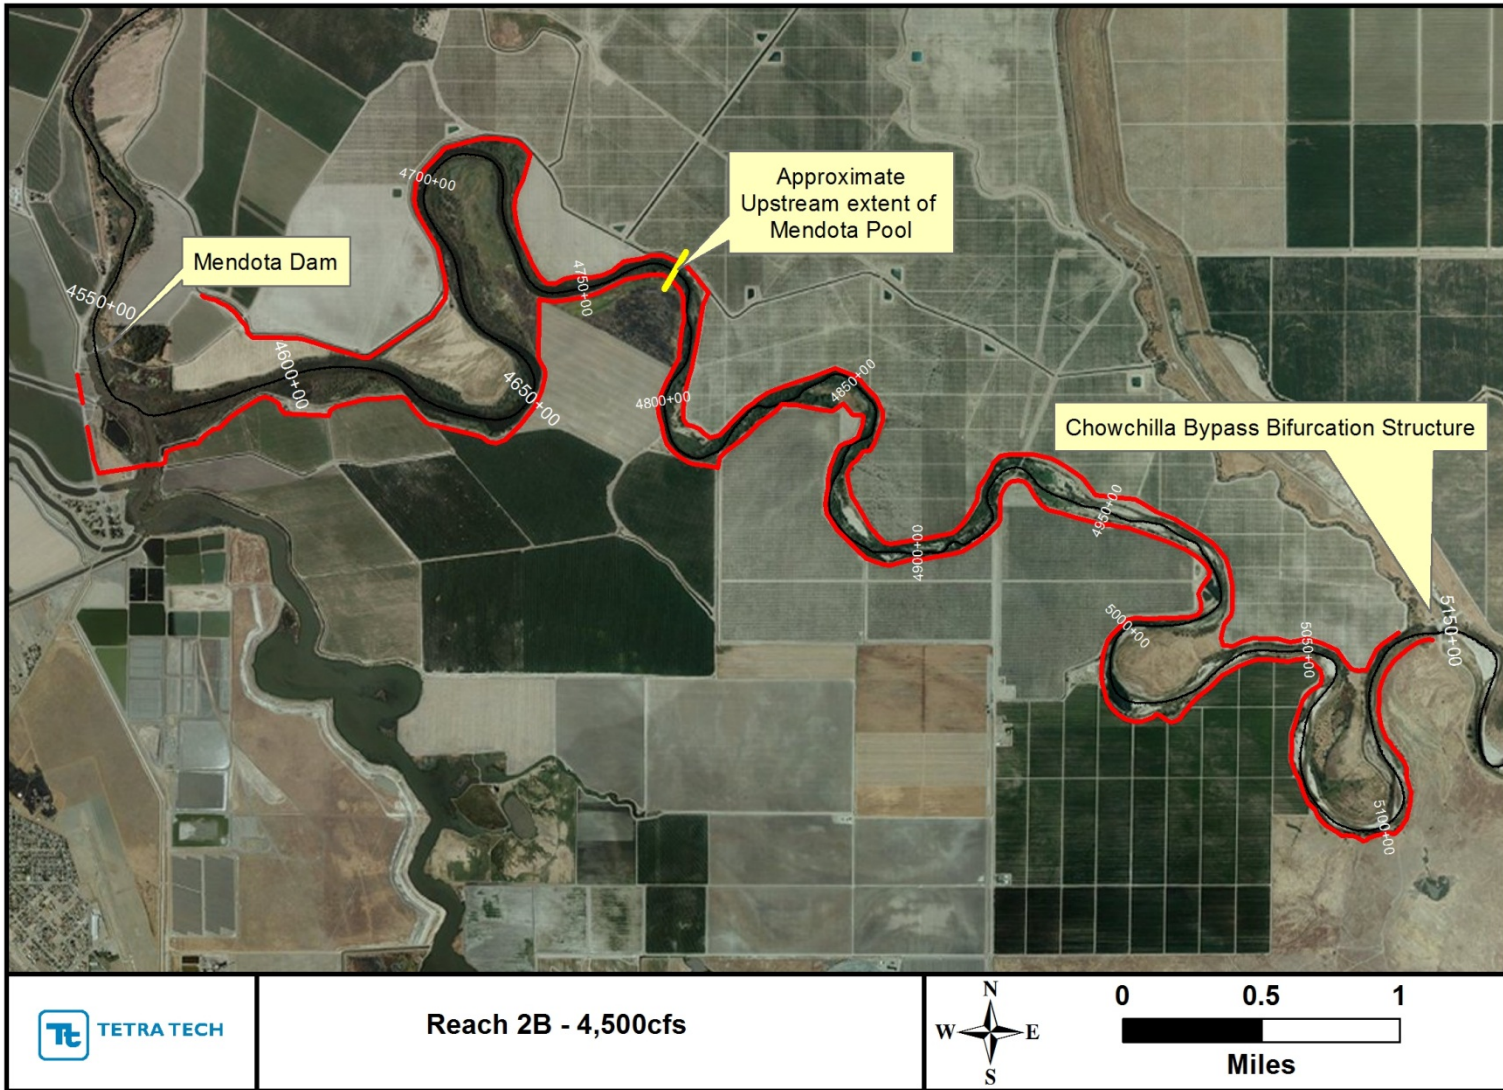 4700+00
Approximate
Upstream extent of
Mendota Pool
Mendota Dam
4550+00
4750+00
4600+00
4650+00
4800+00
4850+00
Chowchilla Bypass Bifurcation Structure
4900+00
4950+00
5000+00
5050+00
5150+00
5100+00
Tt TETRA TECH
Reach 2B - 4,500cfs
N
W E
S
0 0.5 1
Miles